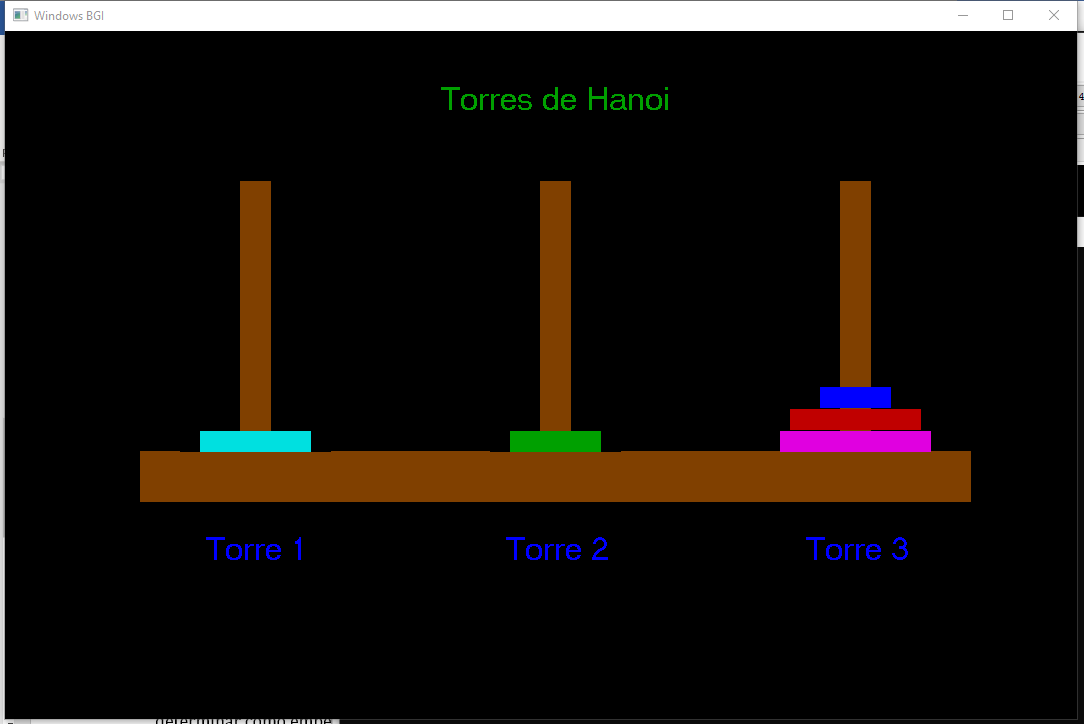 Windows BGI
Torres de Hanoi
Torre 1
Torre 2
Torre 3